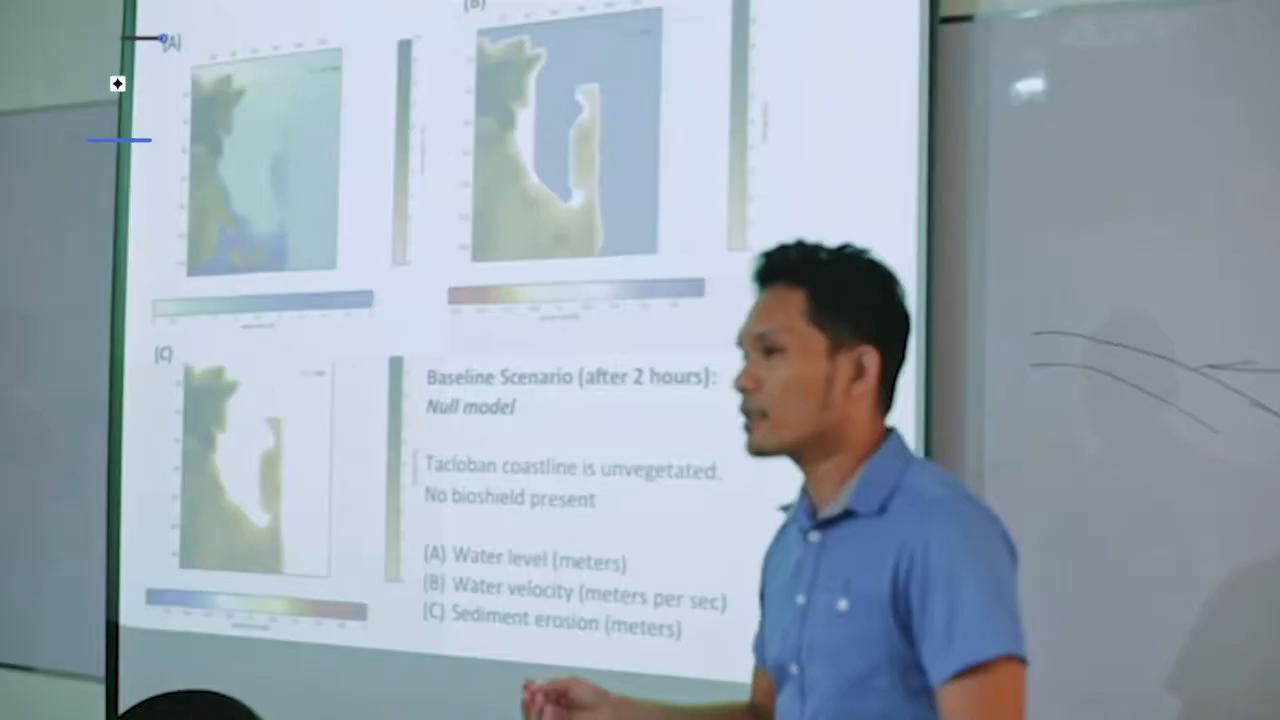 (A)
(B)
(C)
Baseline Scenario (after 2 hours):
Null model
Tacloban coastline is unvegetated.
No bioshield present
(A) Water level (meters)
(B) Water velocity (meters per sec)
(C) Sediment erosion (meters)